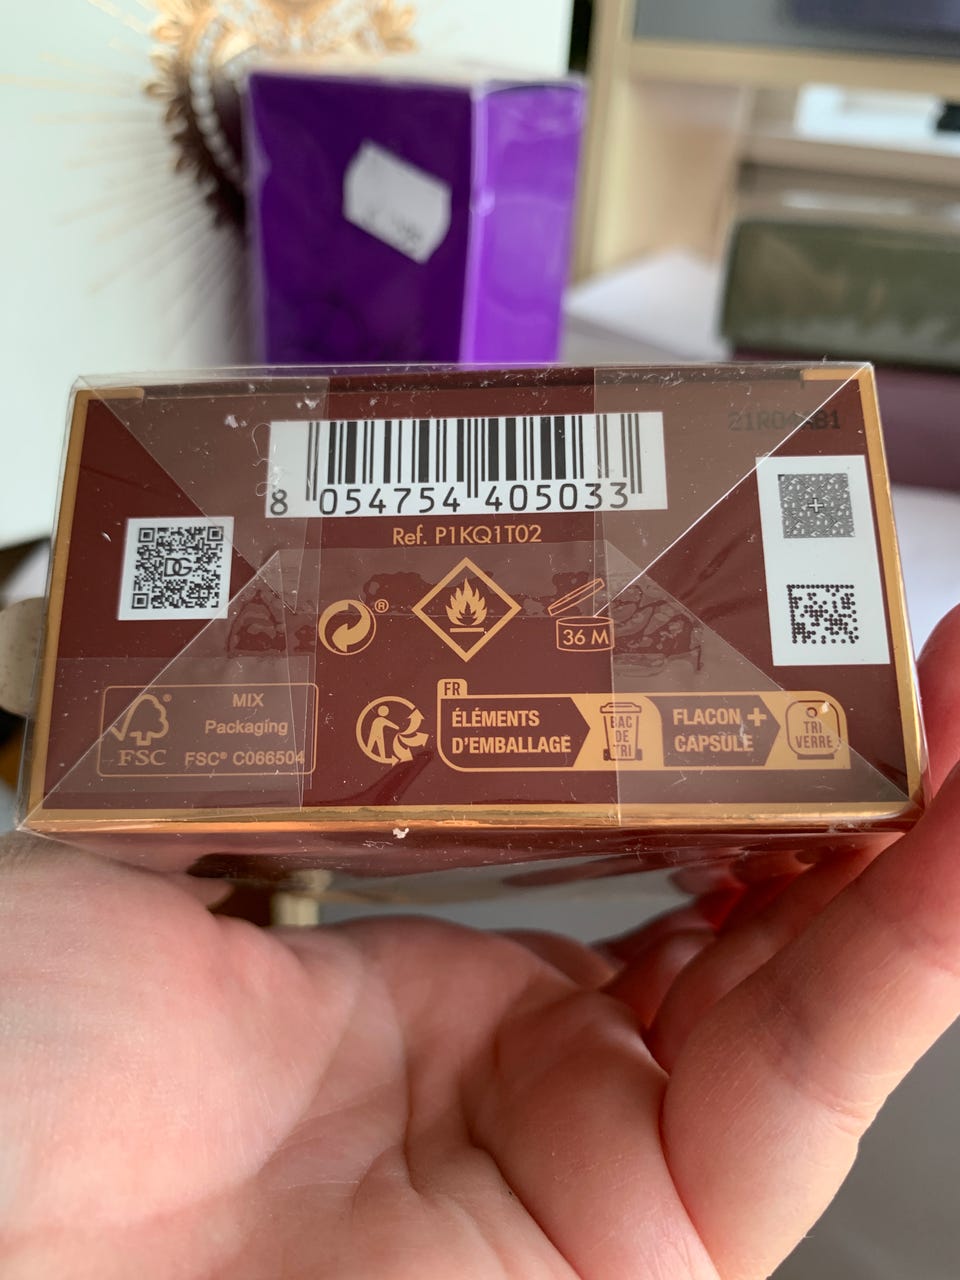 8 054754 405033
Ref. P1KQ1T02
DG
®
36 M
FSC®
MIX
Packaging
FSC® C066504
FR
ÉLÉMENTS
D'EMBALLAGE
BAC
DE
TRI
FLACON +
CAPSULE
TRI
VERRE